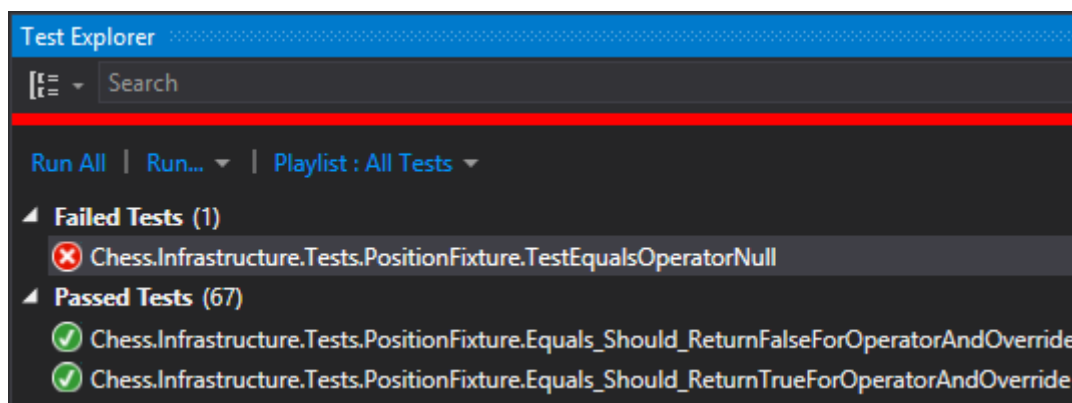 Test Explorer
Search
Run All | Run... | Playlist : All Tests
Failed Tests (1)
Chess.Infrastructure.Tests.PositionFixture.TestEqualsOperatorNull
Passed Tests (67)
Chess.Infrastructure.Tests.PositionFixture.Equals_Should_ReturnFalseForOperatorAndOverride
Chess.Infrastructure.Tests.PositionFixture.Equals_Should_ReturnTrueForOperatorAndOverride